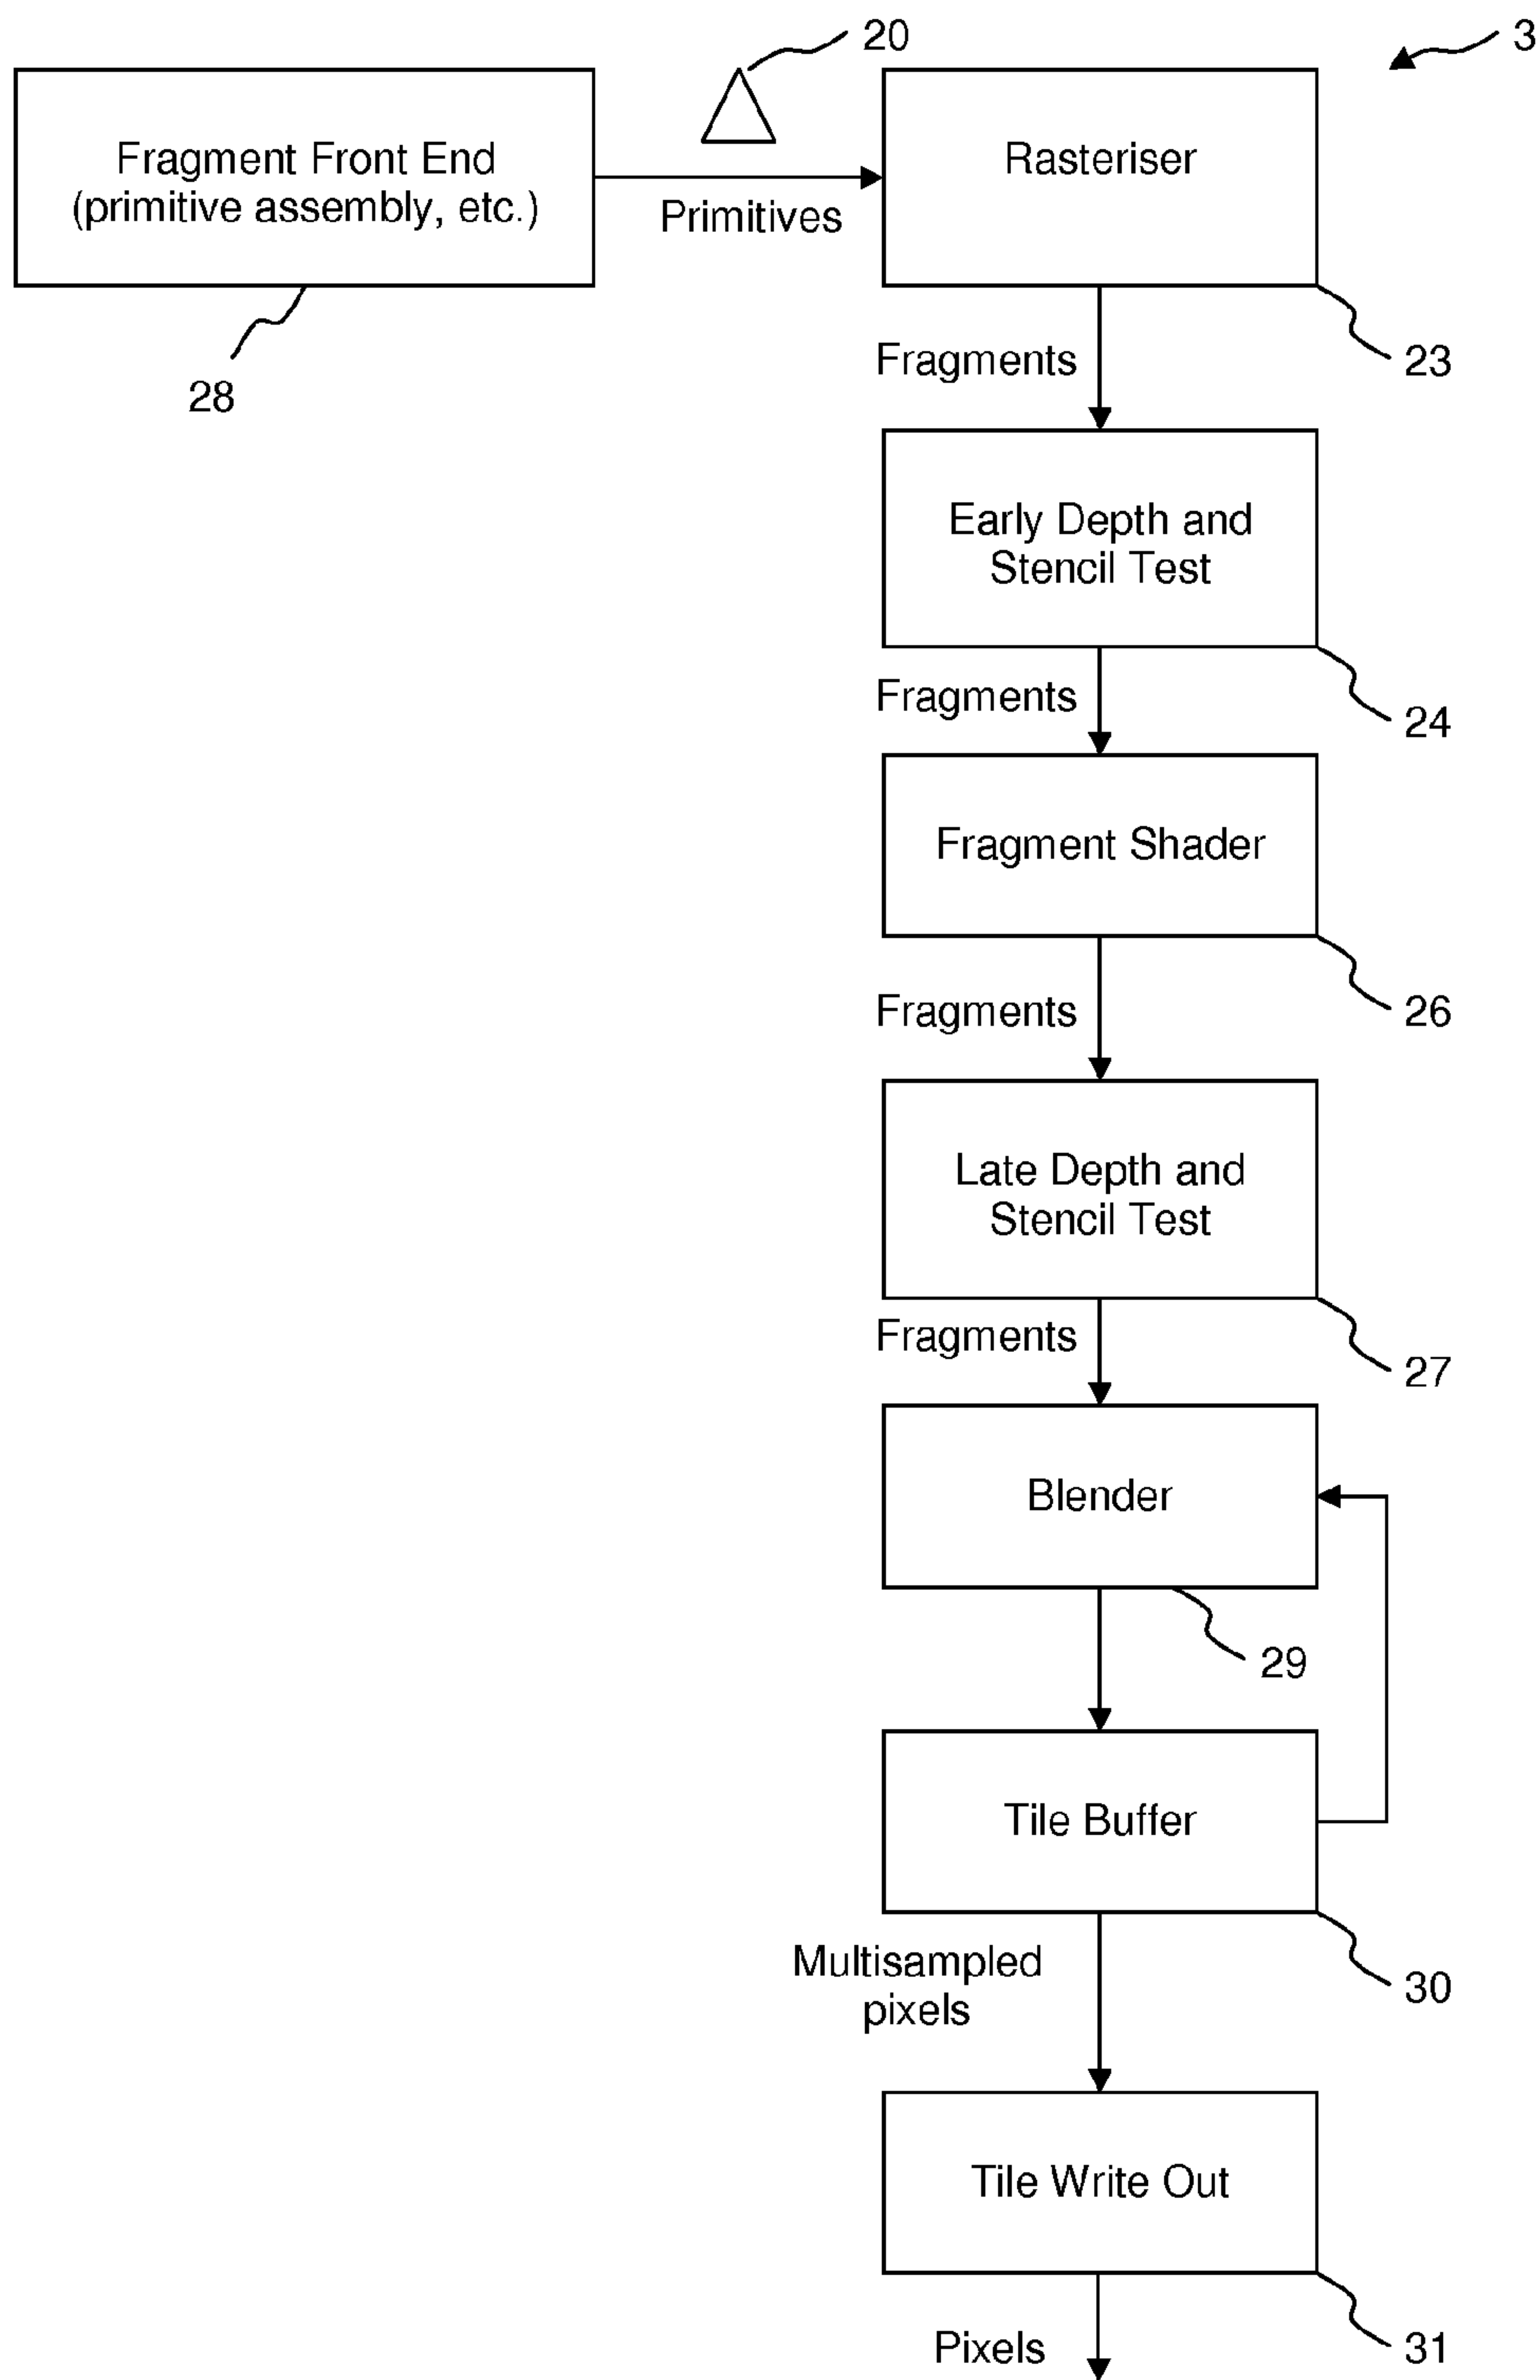 20
3
Fragment Front End
(primitive assembly, etc.)
Primitives
Rasteriser
28
23
Fragments
Early Depth and
Stencil Test
24
Fragments
Fragment Shader
26
Fragments
Late Depth and
Stencil Test
27
Fragments
Blender
29
Tile Buffer
30
Multisampled
pixels
Tile Write Out
31
Pixels